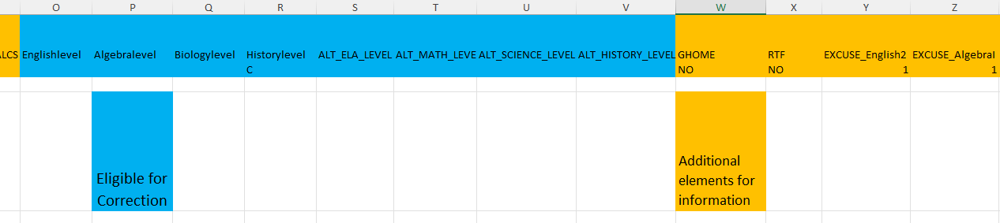 O P Q R S T U V W X Y Z
ALCS Englishlevel Algebralevel Biologylevel Historylevel ALT_ELA_LEVEL ALT_MATH_LEVE ALT_SCIENCE_LEVEL ALT_HISTORY_LEVEL GHOME RTF EXCUSE_English2 EXCUSE_AlgebraI
C NO NO 1 1
Eligible for
Correction
Additional
elements for
information